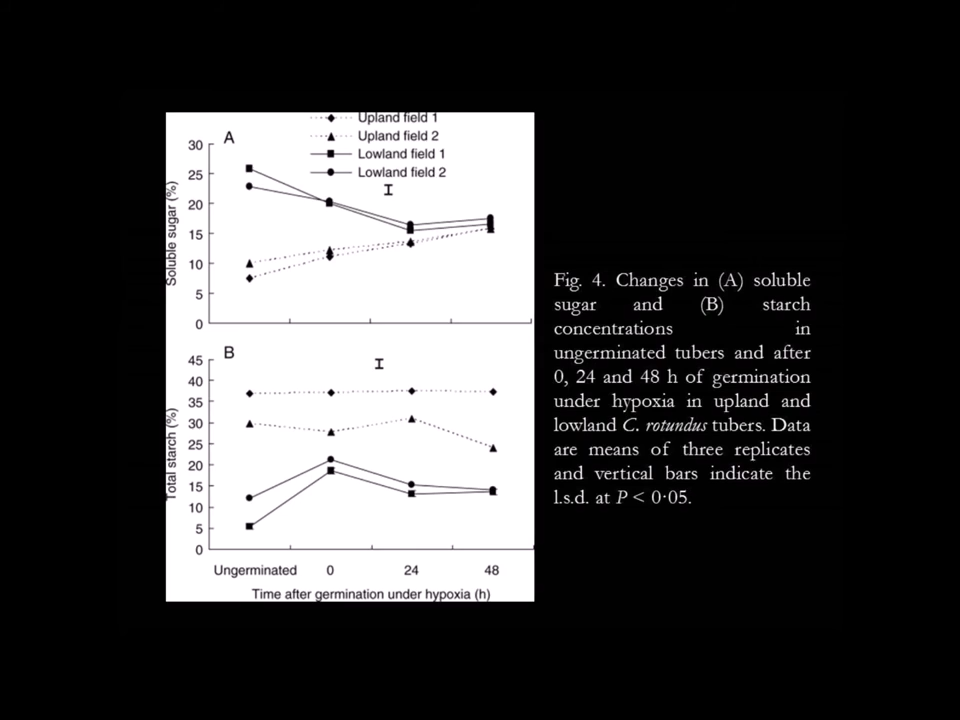 Upland field 1
Upland field 2
Lowland field 1
Lowland field 2
A
30
25
20
15
10
5
0
Soluble sugar (%)
B
45
40
35
30
25
20
15
10
5
0
Total starch (%)
Ungerminated 0 24 48
Time after germination under hypoxia (h)
Fig. 4. Changes in (A) soluble
sugar and (B) starch
concentrations in
ungerminated tubers and after
0, 24 and 48 h of germination
under hypoxia in upland and
lowland C. rotundus tubers. Data
are means of three replicates
and vertical bars indicate the
l.s.d. at P < 0·05.